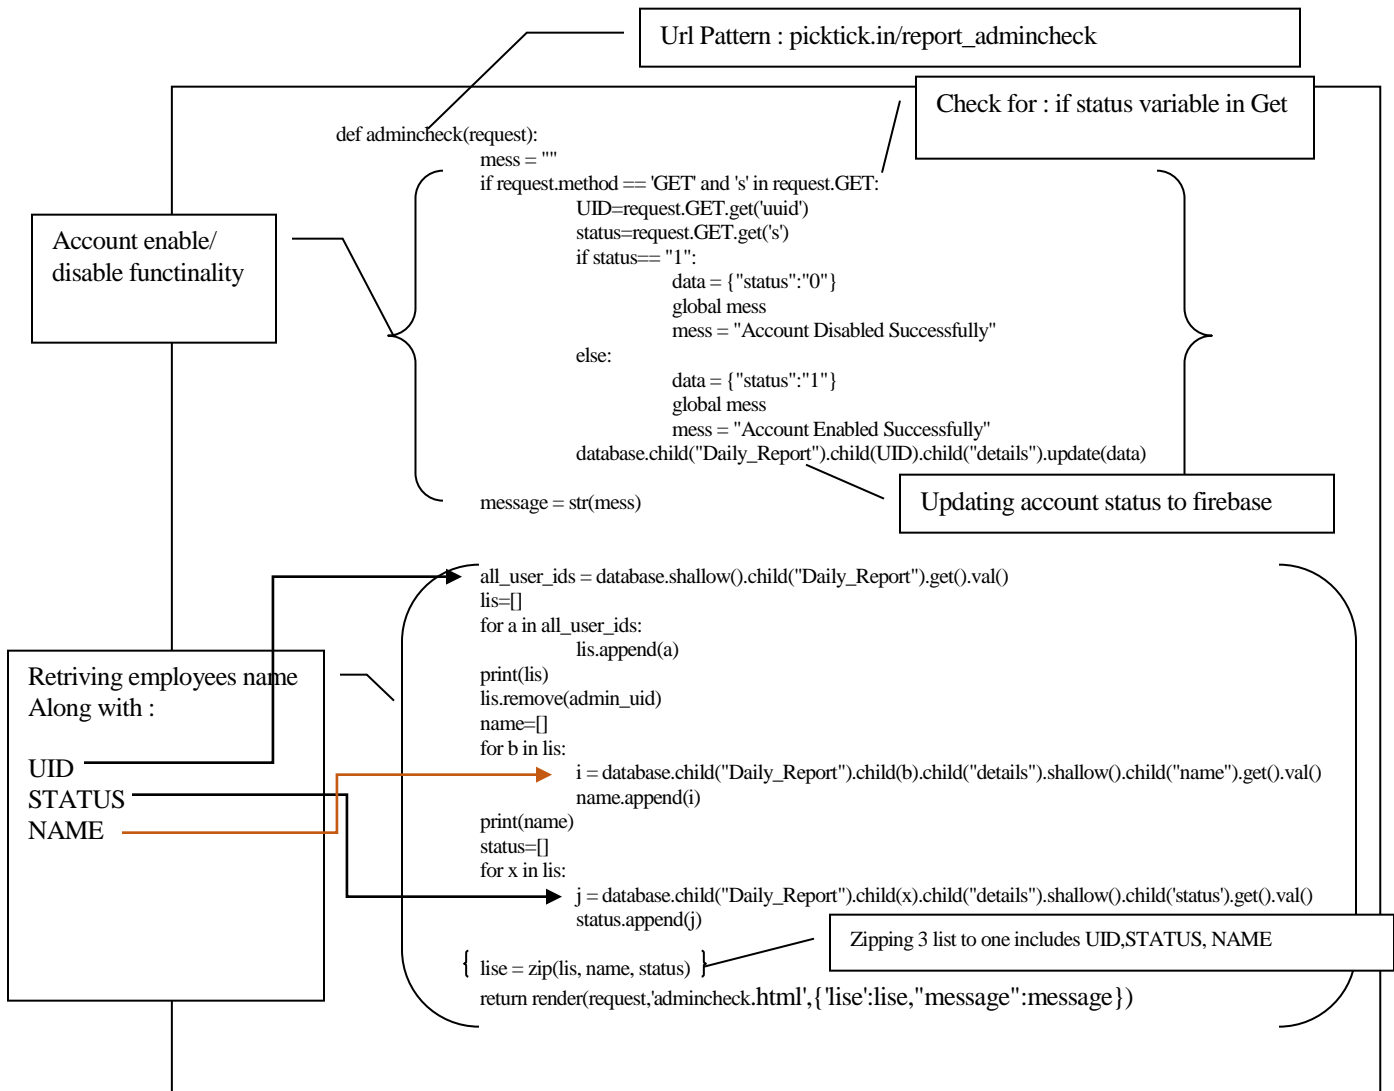 Url Pattern : picktick.in/report_admincheck
Check for : if status variable in Get
def admincheck(request):
mess = ""
if request.method == 'GET' and 's' in request.GET:
UID=request.GET.get('uuid')
status=request.GET.get('s')
if status== "1":
data = {"status":"0"}
global mess
mess = "Account Disabled Successfully"
else:
data = {"status":"1"}
global mess
mess = "Account Enabled Successfully"
database.child("Daily_Report").child(UID).child("details").update(data)
Account enable/
disable functinality
Updating account status to firebase
message = str(mess)
all_user_ids = database.shallow().child("Daily_Report").get().val()
lis=[]
for a in all_user_ids:
lis.append(a)
print(lis)
lis.remove(admin_uid)
name=[]
for b in lis:
i = database.child("Daily_Report").child(b).child("details").shallow().child("name").get().val()
name.append(i)
print(name)
status=[]
for x in lis:
j = database.child("Daily_Report").child(x).child("details").shallow().child('status').get().val()
status.append(j)
Retriving employees name
Along with :
UID
STATUS
NAME
Zipping 3 list to one includes UID,STATUS, NAME
lise = zip(lis, name, status)
return render(request,'admincheck.html',{'lise':lise,"message":message})